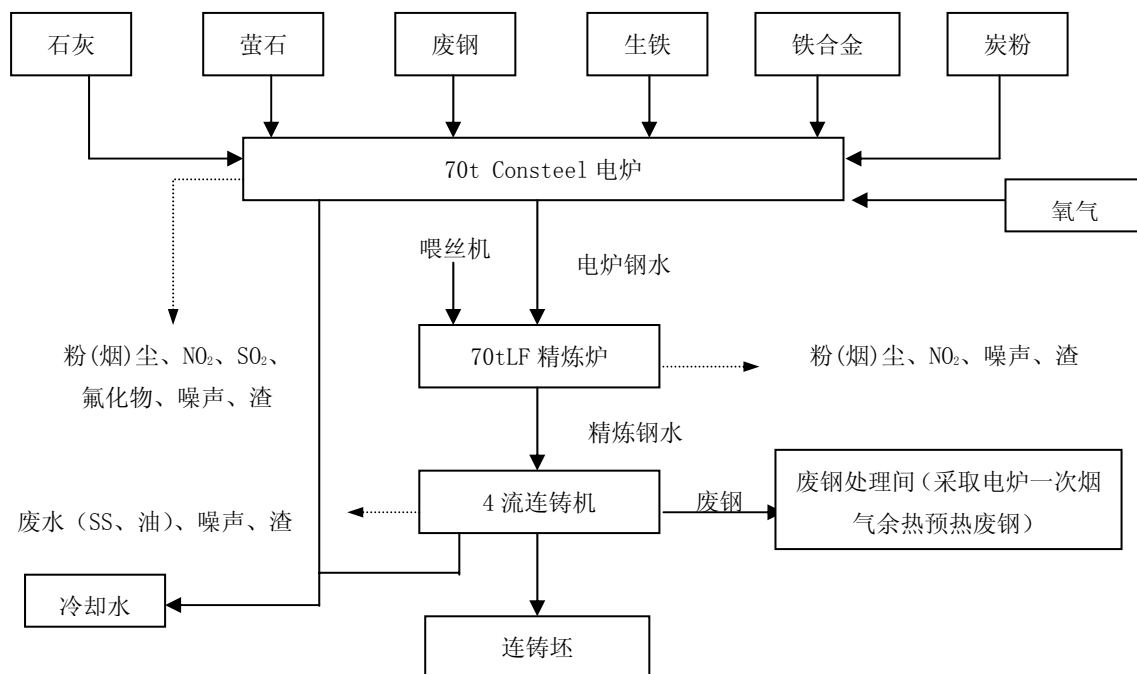 石灰
萤石
废钢
生铁
铁合金
炭粉
70t Consteel 电炉
氧气
喂丝机
电炉钢水
粉(烟)尘、NO₂、SO₂、
氟化物、噪声、渣
70tLF 精炼炉
粉(烟)尘、NO₂、噪声、渣
精炼钢水
4 流连铸机
废钢
废钢处理间（采取电炉一次烟
气余热预热废钢）
废水（SS、油）、噪声、渣
冷却水
连铸坯